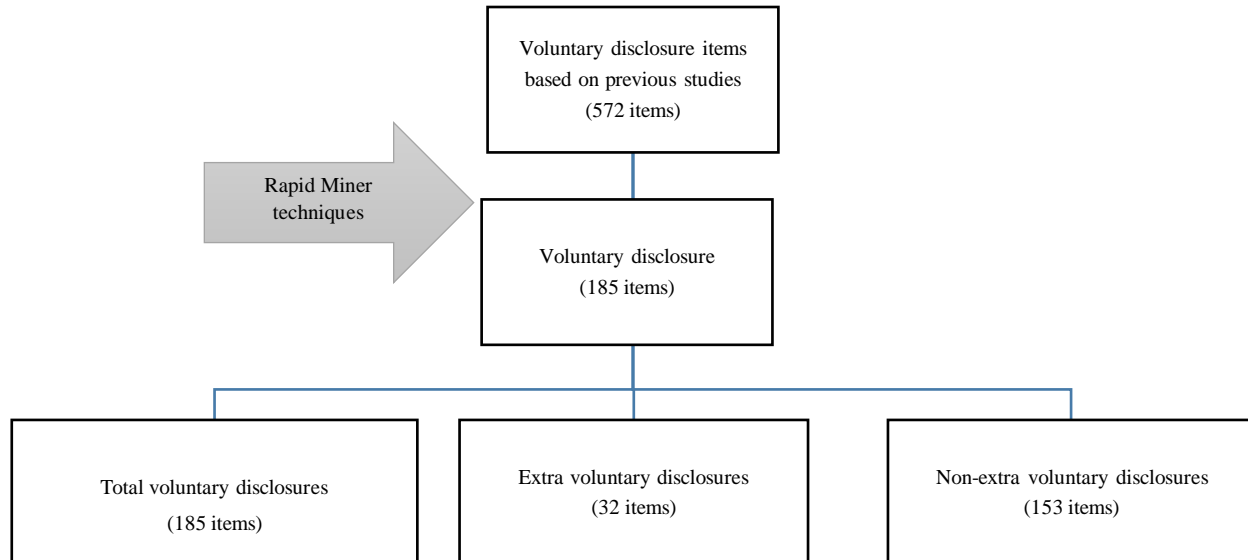 Voluntary disclosure items
based on previous studies
(572 items)
Rapid Miner
techniques
Voluntary disclosure
(185 items)
Total voluntary disclosures
(185 items)
Extra voluntary disclosures
(32 items)
Non-extra voluntary disclosures
(153 items)